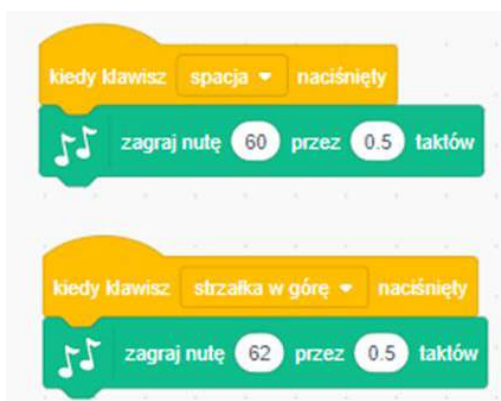 kiedy klawisz spacja naciśnięty
zagraj nutę 60 przez 0.5 taktów
kiedy klawisz strzałka w górę naciśnięty
zagraj nutę 62 przez 0.5 taktów